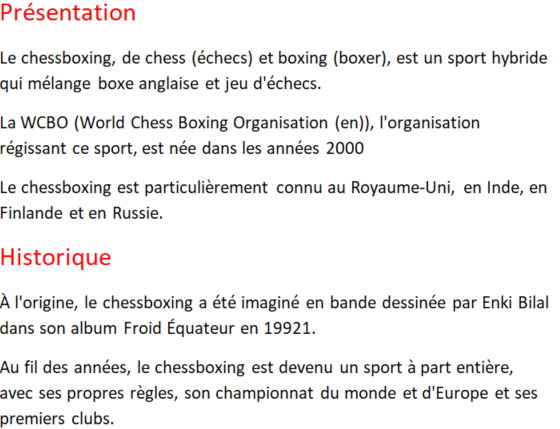 Présentation
Le chessboxing, de chess (échecs) et boxing (boxer), est un sport hybride
qui mélange boxe anglaise et jeu d'échecs.
La WCBO (World Chess Boxing Organisation (en)), l'organisation
régissant ce sport, est née dans les années 2000
Le chessboxing est particulièrement connu au Royaume-Uni, en Inde, en
Finlande et en Russie.
Historique
À l'origine, le chessboxing a été imaginé en bande dessinée par Enki Bilal
dans son album Froid Équateur en 19921.
Au fil des années, le chessboxing est devenu un sport à part entière,
avec ses propres règles, son championnat du monde et d'Europe et ses
premiers clubs.